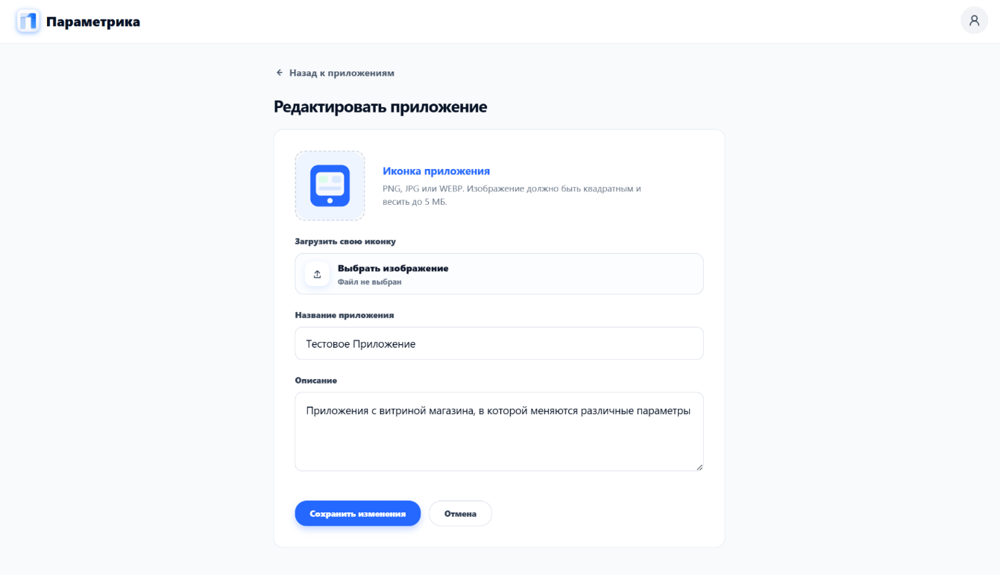 Параметрика
Назад к приложениям
Редактировать приложение
Иконка приложения
PNG, JPG или WEBP. Изображение должно быть квадратным и
весить до 5 МБ.
Загрузить свою иконку
Выбрать изображение
Файл не выбран
Название приложения
Тестовое Приложение
Описание
Приложения с витриной магазина, в которой меняются различные параметры
Сохранить изменения
Отмена